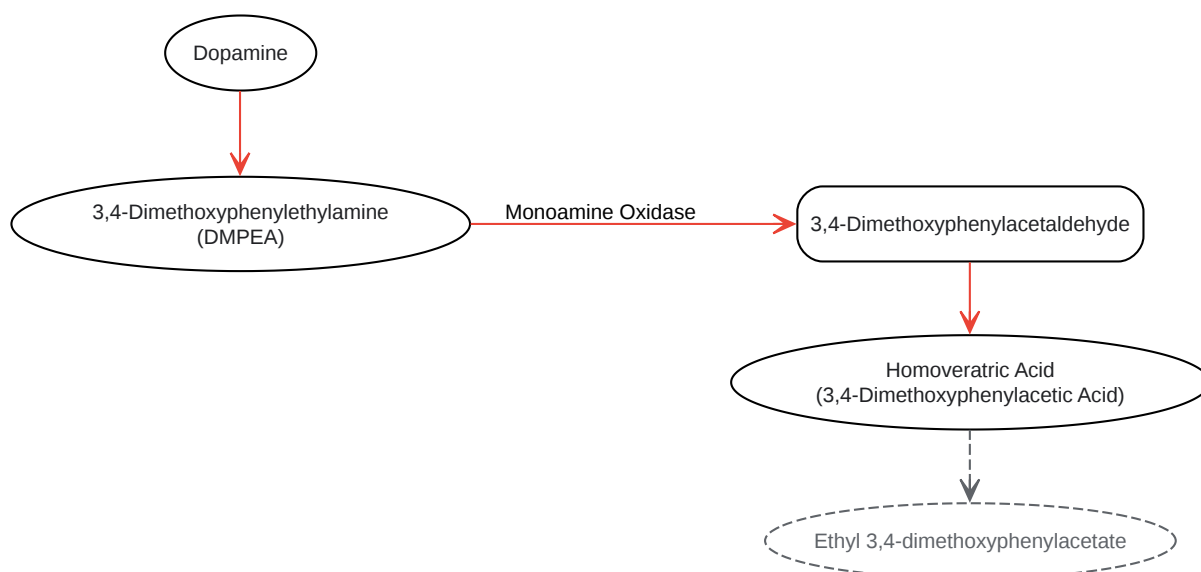 Dopamine
3,4-Dimethoxyphenylethylamine
(DMPEA)
Monoamine Oxidase
3,4-Dimethoxyphenylacetaldehyde
Homoveratric Acid
(3,4-Dimethoxyphenylacetic Acid)
Ethyl 3,4-dimethoxyphenylacetate